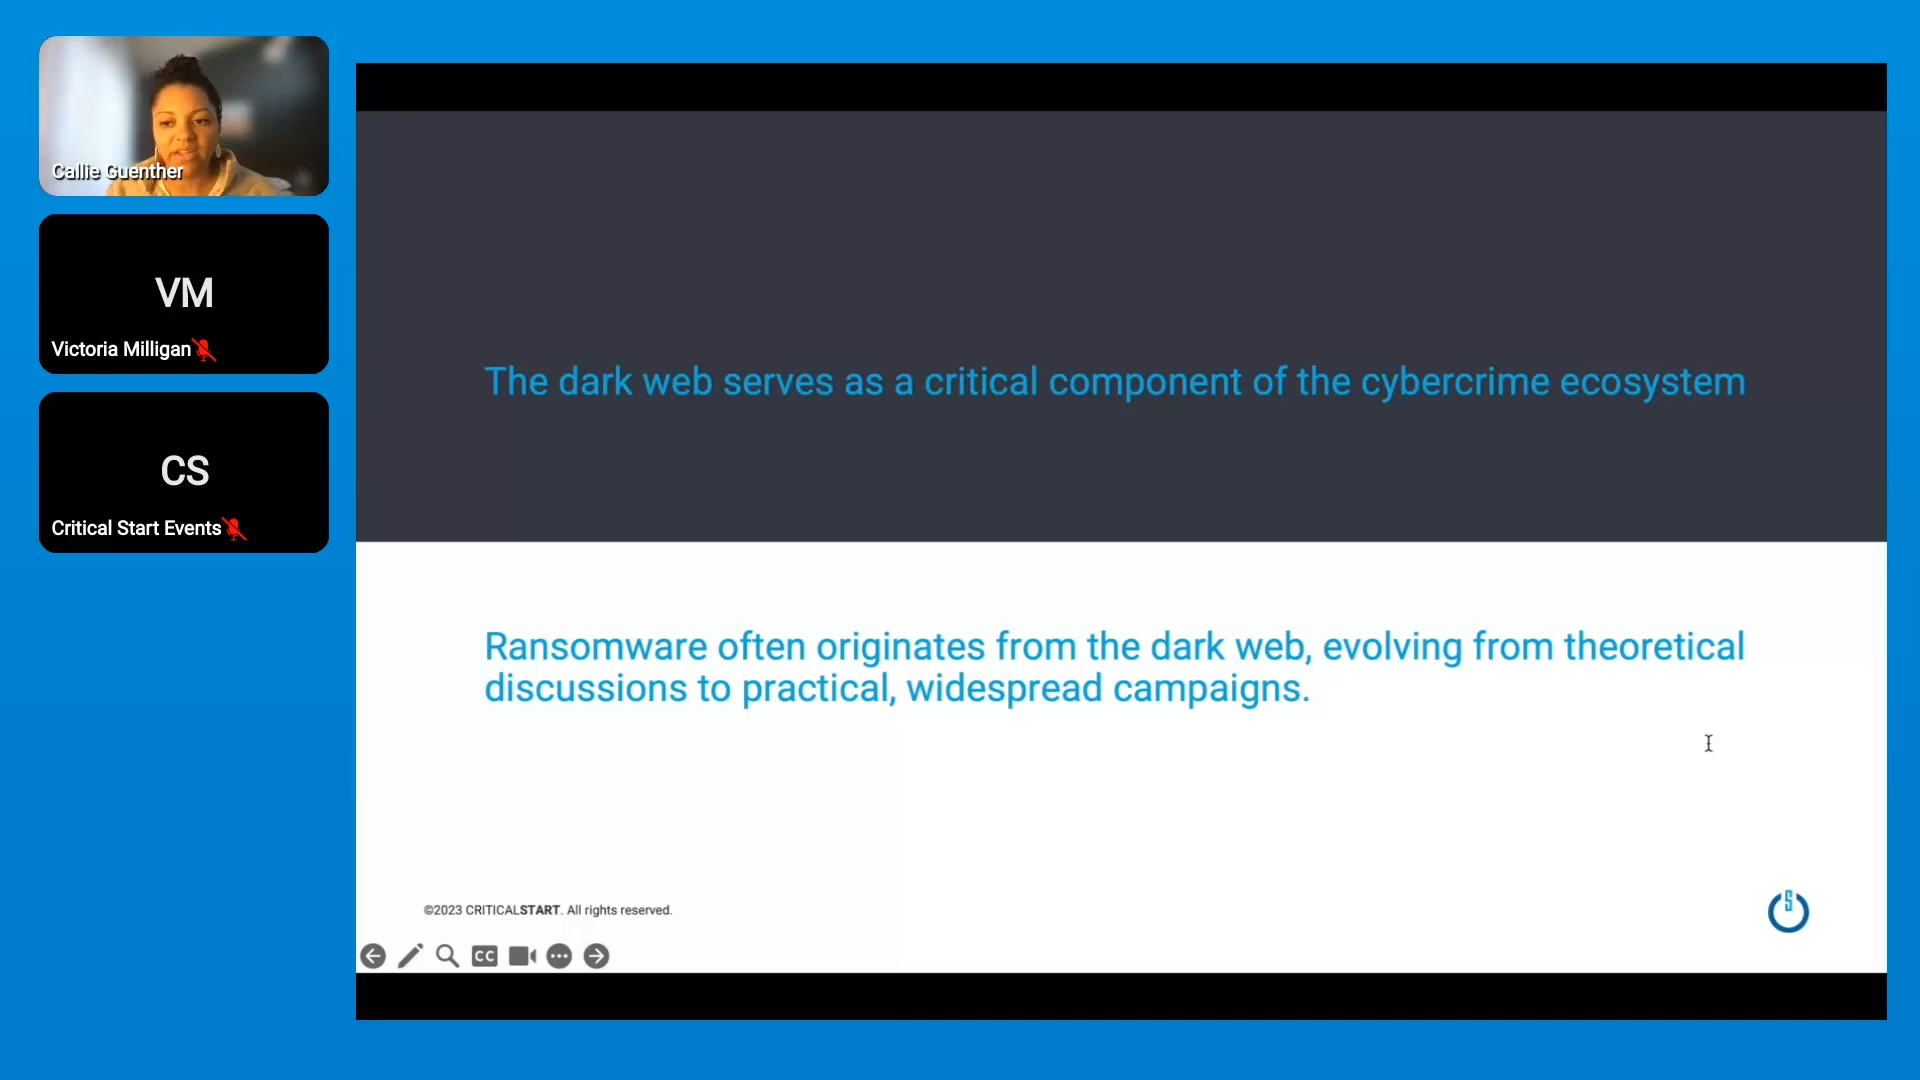 Callie Guenther
VM
Victoria Milligan
CS
Critical Start Events
The dark web serves as a critical component of the cybercrime ecosystem
Ransomware often originates from the dark web, evolving from theoretical
discussions to practical, widespread campaigns.
©2023 CRITICALSTART. All rights reserved.
CC